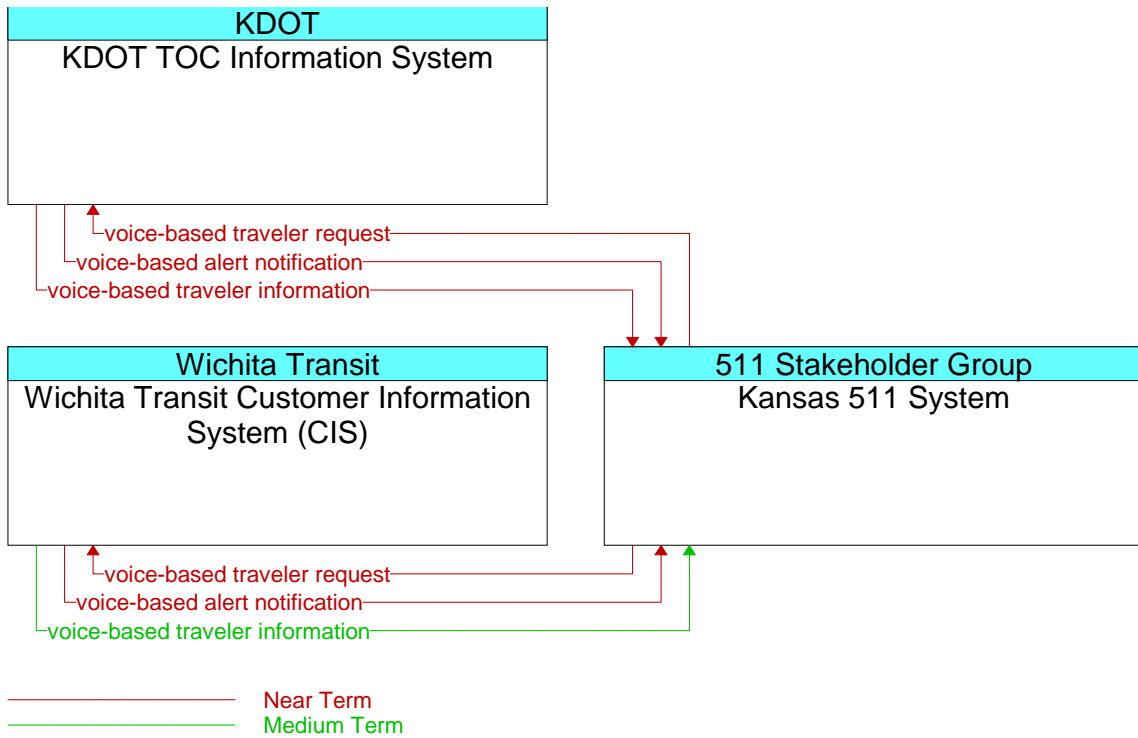 KDOT
KDOT TOC Information System
voice-based traveler request
voice-based alert notification
voice-based traveler information
Wichita Transit
Wichita Transit Customer Information
System (CIS)
511 Stakeholder Group
Kansas 511 System
voice-based traveler request
voice-based alert notification
voice-based traveler information
Near Term
Medium Term